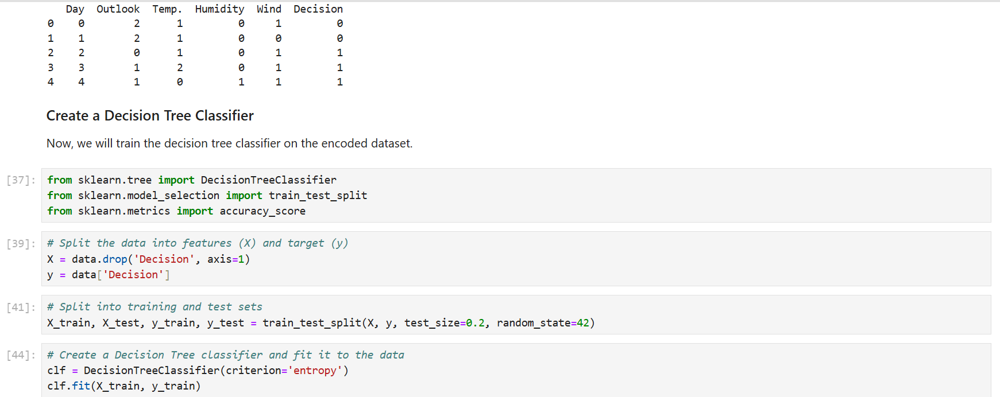 Day Outlook Temp. Humidity Wind Decision
0 0 2 1 0 1 0
1 1 2 1 0 0 0
2 2 0 1 0 1 1
3 3 1 2 0 1 1
4 4 1 0 1 1 1
Create a Decision Tree Classifier
Now, we will train the decision tree classifier on the encoded dataset.
[37]: from sklearn.tree import DecisionTreeClassifier
from sklearn.model_selection import train_test_split
from sklearn.metrics import accuracy_score
[39]: # Split the data into features (X) and target (y)
X = data.drop('Decision', axis=1)
y = data['Decision']
[41]: # Split into training and test sets
X_train, X_test, y_train, y_test = train_test_split(X, y, test_size=0.2, random_state=42)
[44]: # Create a Decision Tree classifier and fit it to the data
clf = DecisionTreeClassifier(criterion='entropy')
clf.fit(X_train, y_train)